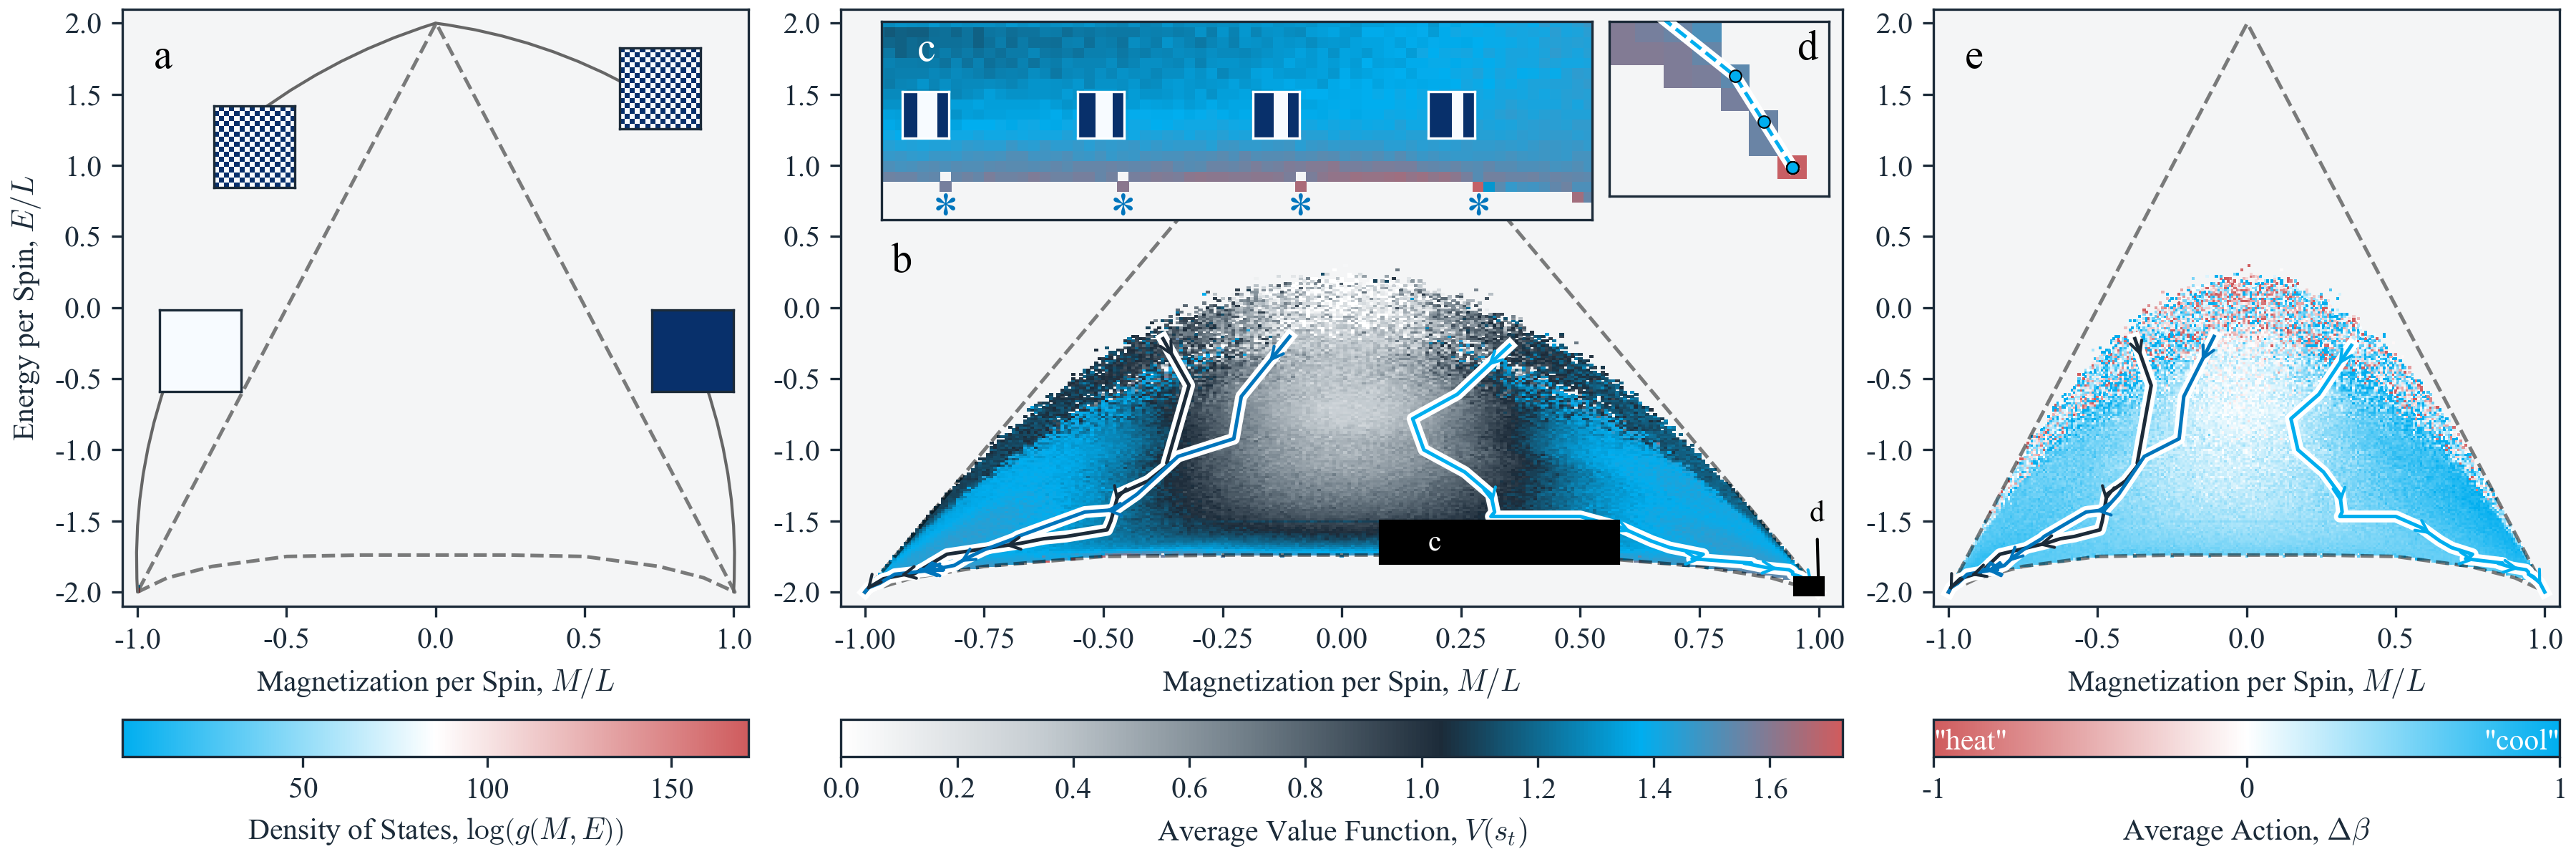 a
2.0
1.5
1.0
0.5
0.0
-0.5
-1.0
-1.5
-2.0
Energy per Spin, E/L
-1.0 -0.5 0.0 0.5 1.0
Magnetization per Spin, M/L
50 100 150
Density of States, log(g(M, E))
c
d
b
2.0
1.5
1.0
0.5
0.0
-0.5
-1.0
-1.5
-2.0
* * * *
c
d
-1.00 -0.75 -0.50 -0.25 0.00 0.25 0.50 0.75 1.00
Magnetization per Spin, M/L
0.0 0.2 0.4 0.6 0.8 1.0 1.2 1.4 1.6
Average Value Function, V(s_t)
e
2.0
1.5
1.0
0.5
0.0
-0.5
-1.0
-1.5
-2.0
-1.0 -0.5 0.0 0.5 1.0
Magnetization per Spin, M/L
"heat" "cool"
-1 0 1
Average Action, Δβ